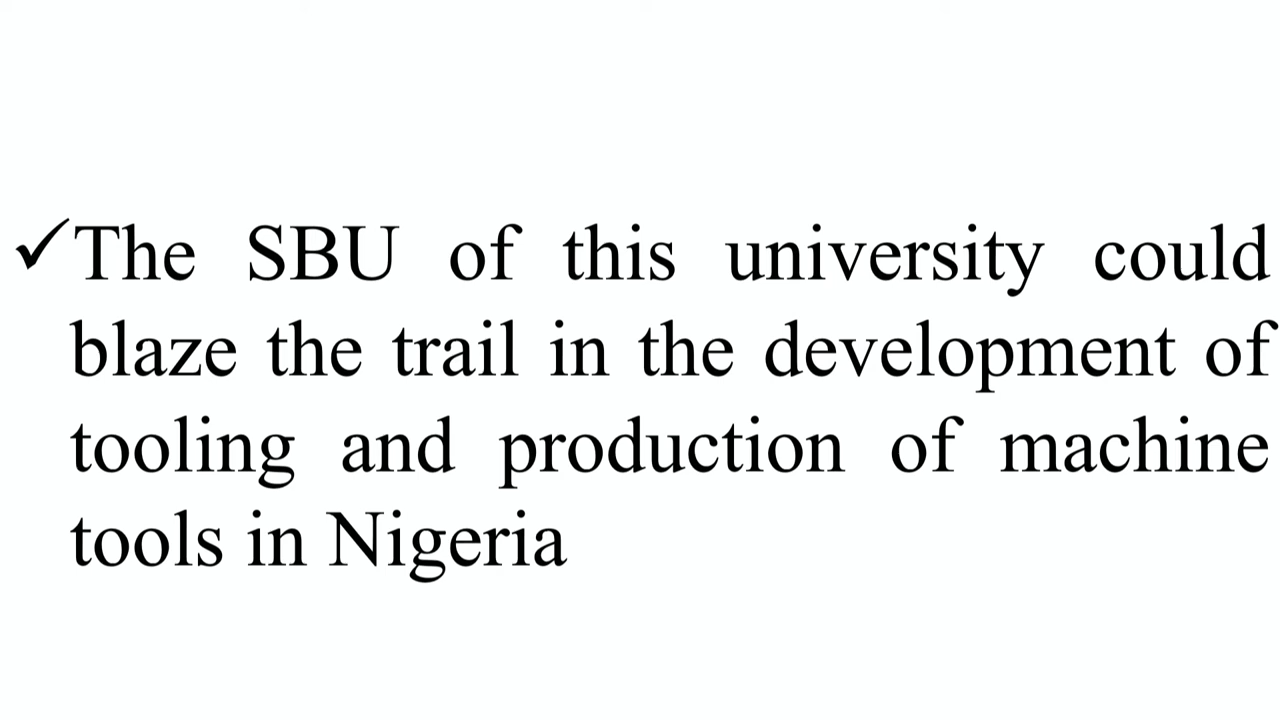 ✓The SBU of this university could
blaze the trail in the development of
tooling and production of machine
tools in Nigeria